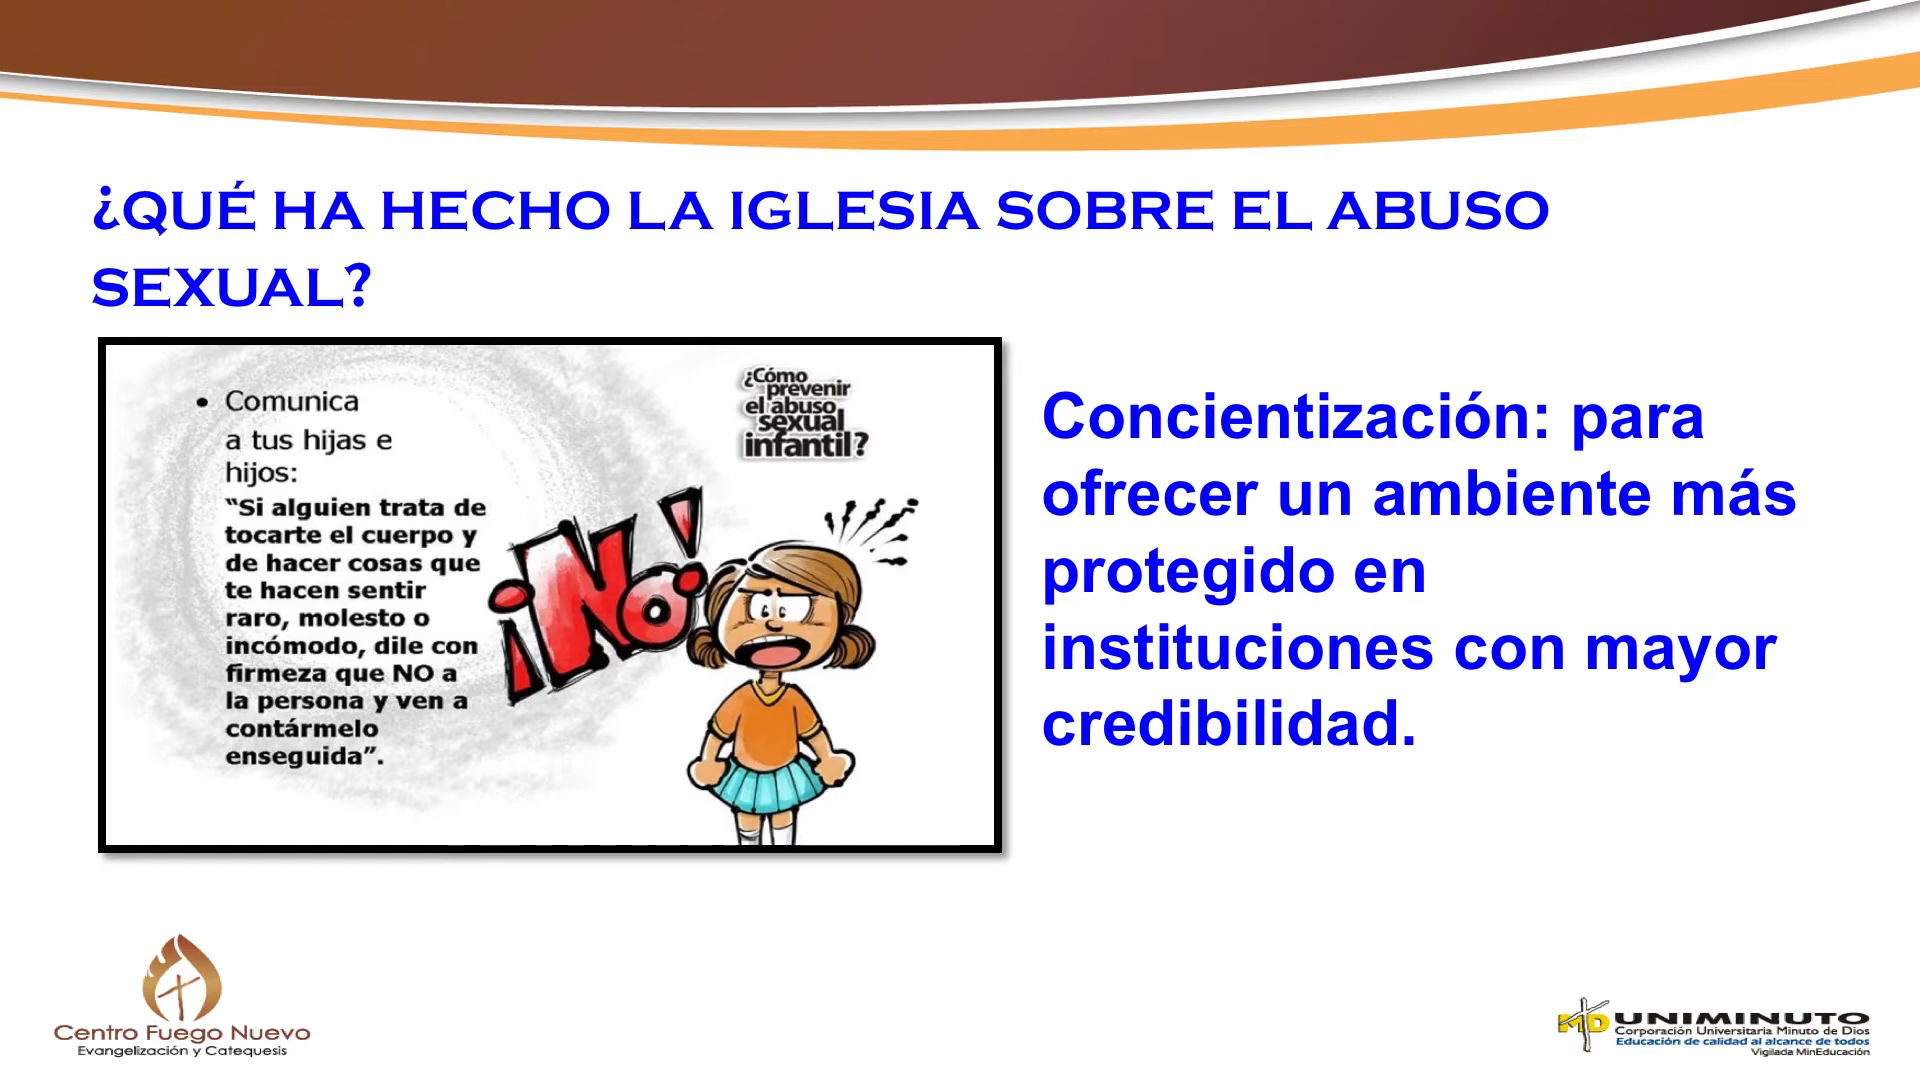 ¿QUÉ HA HECHO LA IGLESIA SOBRE EL ABUSO
SEXUAL?
• Comunica
a tus hijas e
hijos:
“Si alguien trata de
tocarte el cuerpo y
de hacer cosas que
te hacen sentir
raro, molesto o
incómodo, dile con
firmeza que NO a
la persona y ven a
contármelo
enseguida”.
¿Cómo
prevenir
el abuso
sexual
infantil?
¡No!
Concientización: para
ofrecer un ambiente más
protegido en
instituciones con mayor
credibilidad.
Centro Fuego Nuevo
Evangelización y Catequesis
MD UNIMINUTO
Corporación Universitaria Minuto de Dios
Educación de calidad al alcance de todos
Vigilada MinEducación